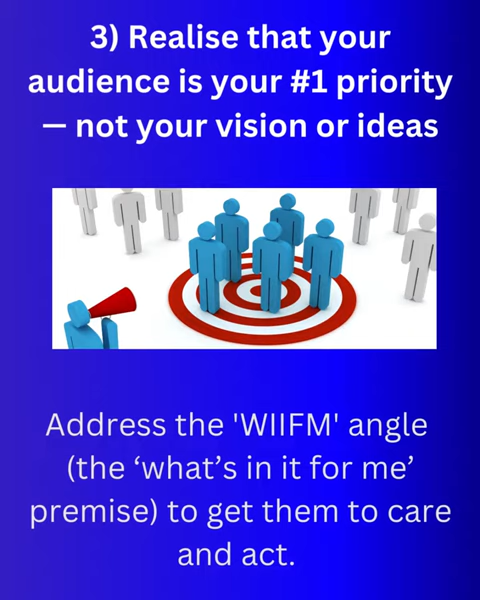 3) Realise that your
audience is your #1 priority
— not your vision or ideas
Address the 'WIIFM' angle
(the ‘what’s in it for me’
premise) to get them to care
and act.